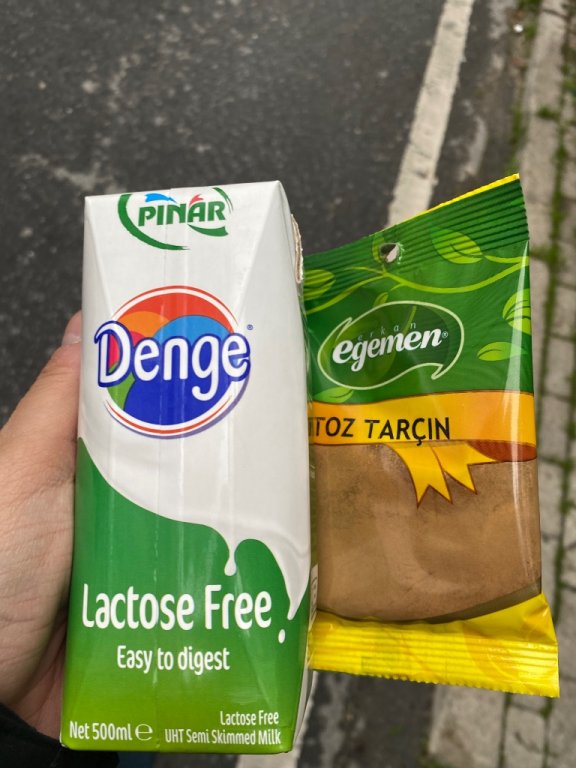 PINAR
Denge
Lactose Free
Easy to digest
Net 500ml ℮
Lactose Free
UHT Semi Skimmed Milk
erkan
egemen
TOZ TARÇIN